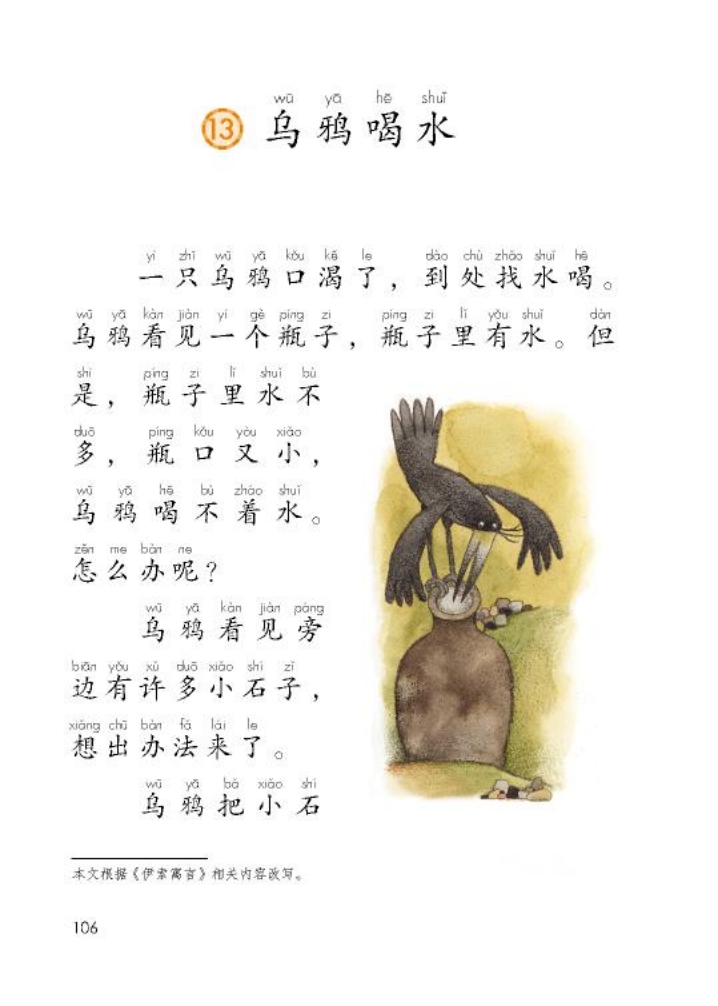 wū yā hē shuǐ
13 乌鸦喝水
yì zhī wū yā kǒu kě le dào chù zhǎo shuǐ hē
一只乌鸦口渴了，到处找水喝。
wū yā kàn jiàn yí gè píng zi píng zi lǐ yǒu shuǐ dàn
乌鸦看见一个瓶子，瓶子里有水。但
shì píng zi lǐ shuǐ bù
是，瓶子里水不
duō píng kǒu yòu xiǎo
多，瓶口又小，
wū yā hē bù zháo shuǐ
乌鸦喝不着水。
zěn me bàn ne
怎么办呢？
wū yā kàn jiàn páng
乌鸦看见旁
biān yǒu xǔ duō xiǎo shí zǐ
边有许多小石子，
xiǎng chū bàn fǎ lái le
想出办法来了。
wū yā bǎ xiǎo shí
乌鸦把小石
本文根据《伊索寓言》相关内容改写。
106